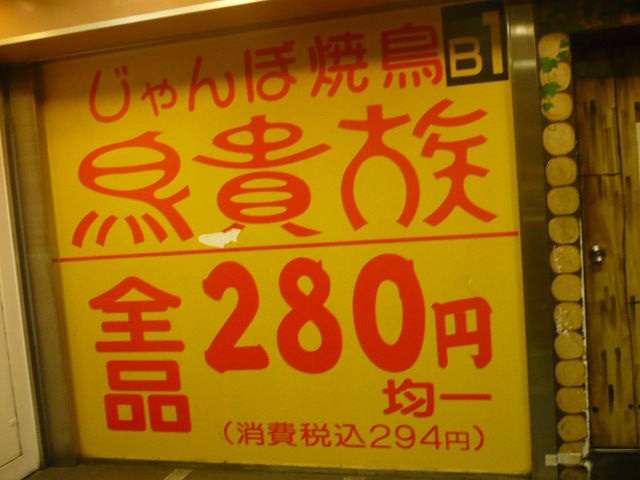 じゃんぼ焼鳥
B1
鳥貴族
全品280円
均一
(消費税込294円)